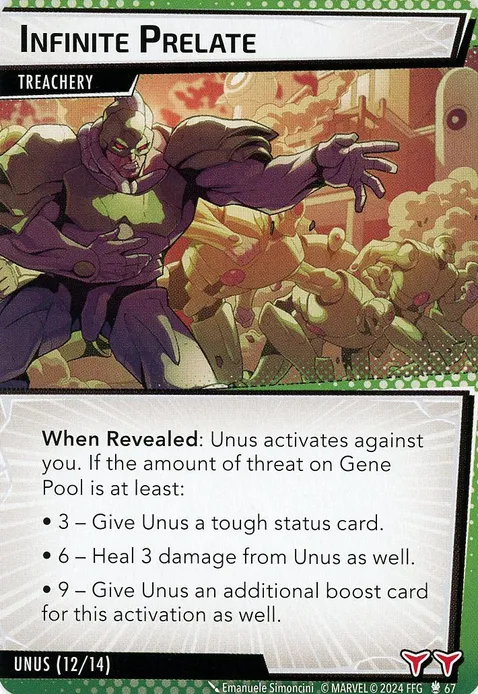 INFINITE PRELATE
TREACHERY
When Revealed: Unus activates against
you. If the amount of threat on Gene
Pool is at least:
• 3 – Give Unus a tough status card.
• 6 – Heal 3 damage from Unus as well.
• 9 – Give Unus an additional boost card
for this activation as well.
UNUS (12/14)
Emanuele Simoncini © MARVEL © 2024 FFG 67